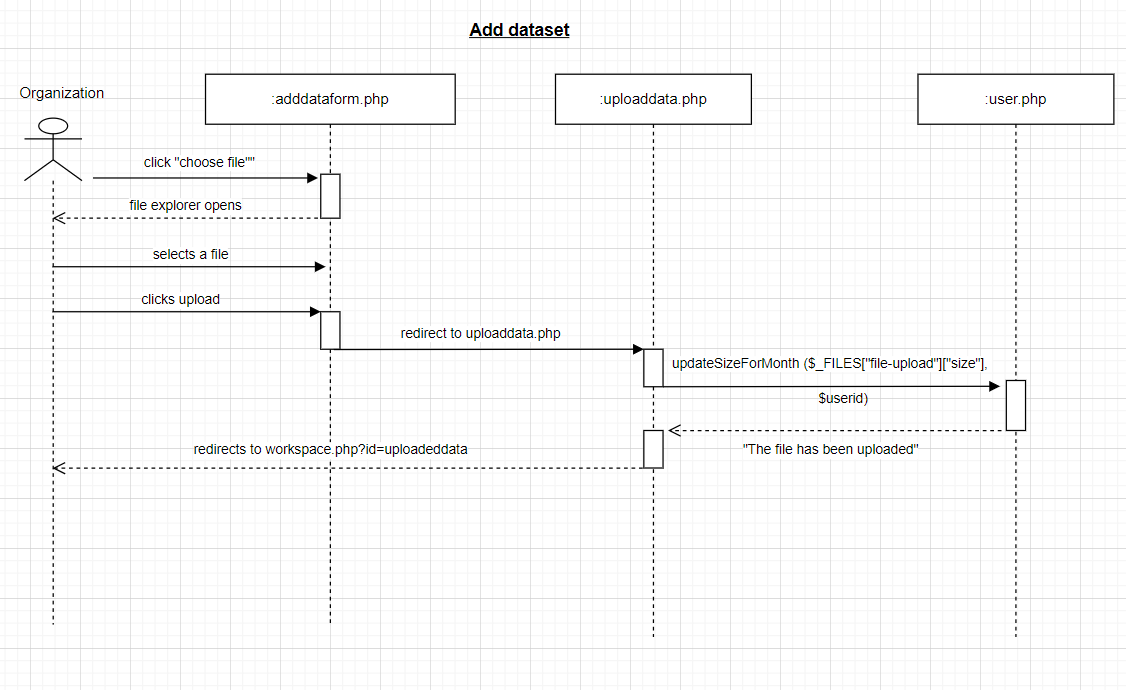 Add dataset
Organization
:adddataform.php
:uploaddata.php
:user.php
click "choose file""
file explorer opens
selects a file
clicks upload
redirect to uploaddata.php
updateSizeForMonth ($_FILES["file-upload"]["size"],
$userid)
"The file has been uploaded"
redirects to workspace.php?id=uploadeddata